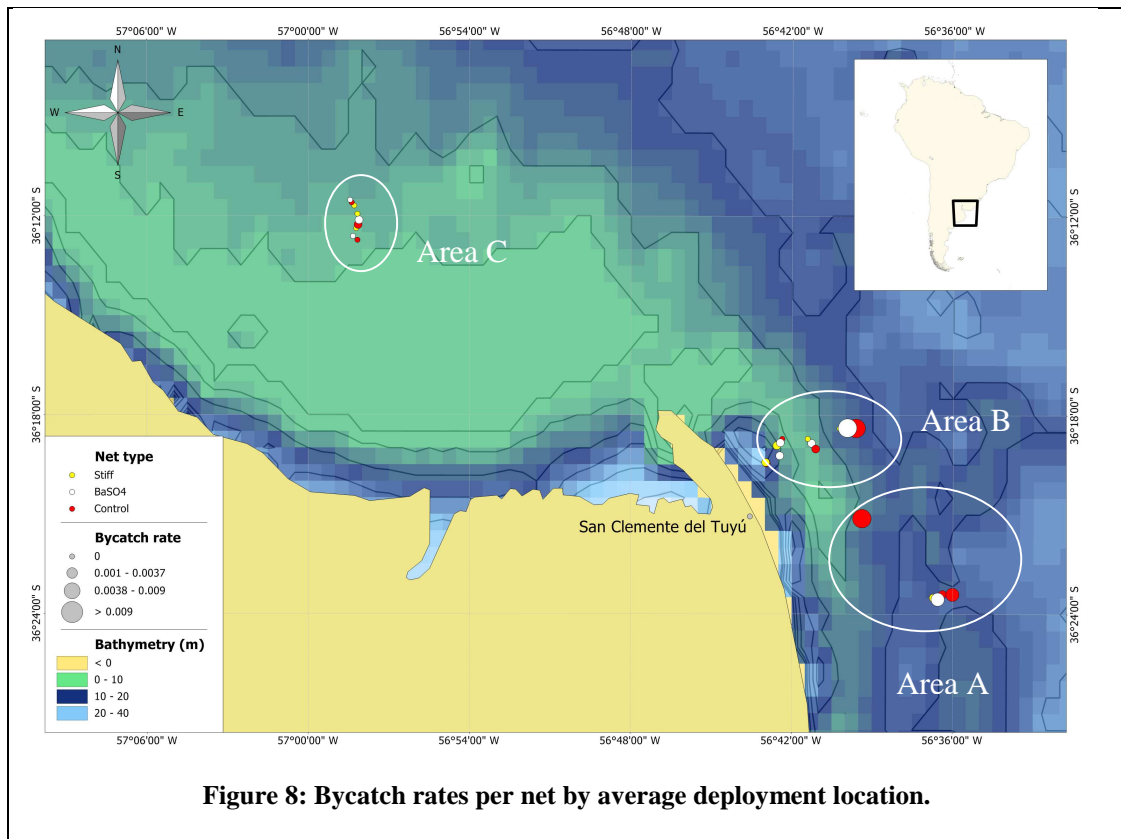 57°06'00" W 57°00'00" W 56°54'00" W 56°48'00" W 56°42'00" W 56°36'00" W
N
W E
S
36°12'00" S
36°12'00" S
Area C
36°18'00" S
36°18'00" S
Area B
Net type
Stiff
BaSO4
Control
Bycatch rate
0
0.001 - 0.0037
0.0038 - 0.009
> 0.009
Bathymetry (m)
< 0
0 - 10
10 - 20
20 - 40
San Clemente del Tuyú
36°24'00" S
36°24'00" S
Area A
57°06'00" W 57°00'00" W 56°54'00" W 56°48'00" W 56°42'00" W 56°36'00" W
Figure 8: Bycatch rates per net by average deployment location.